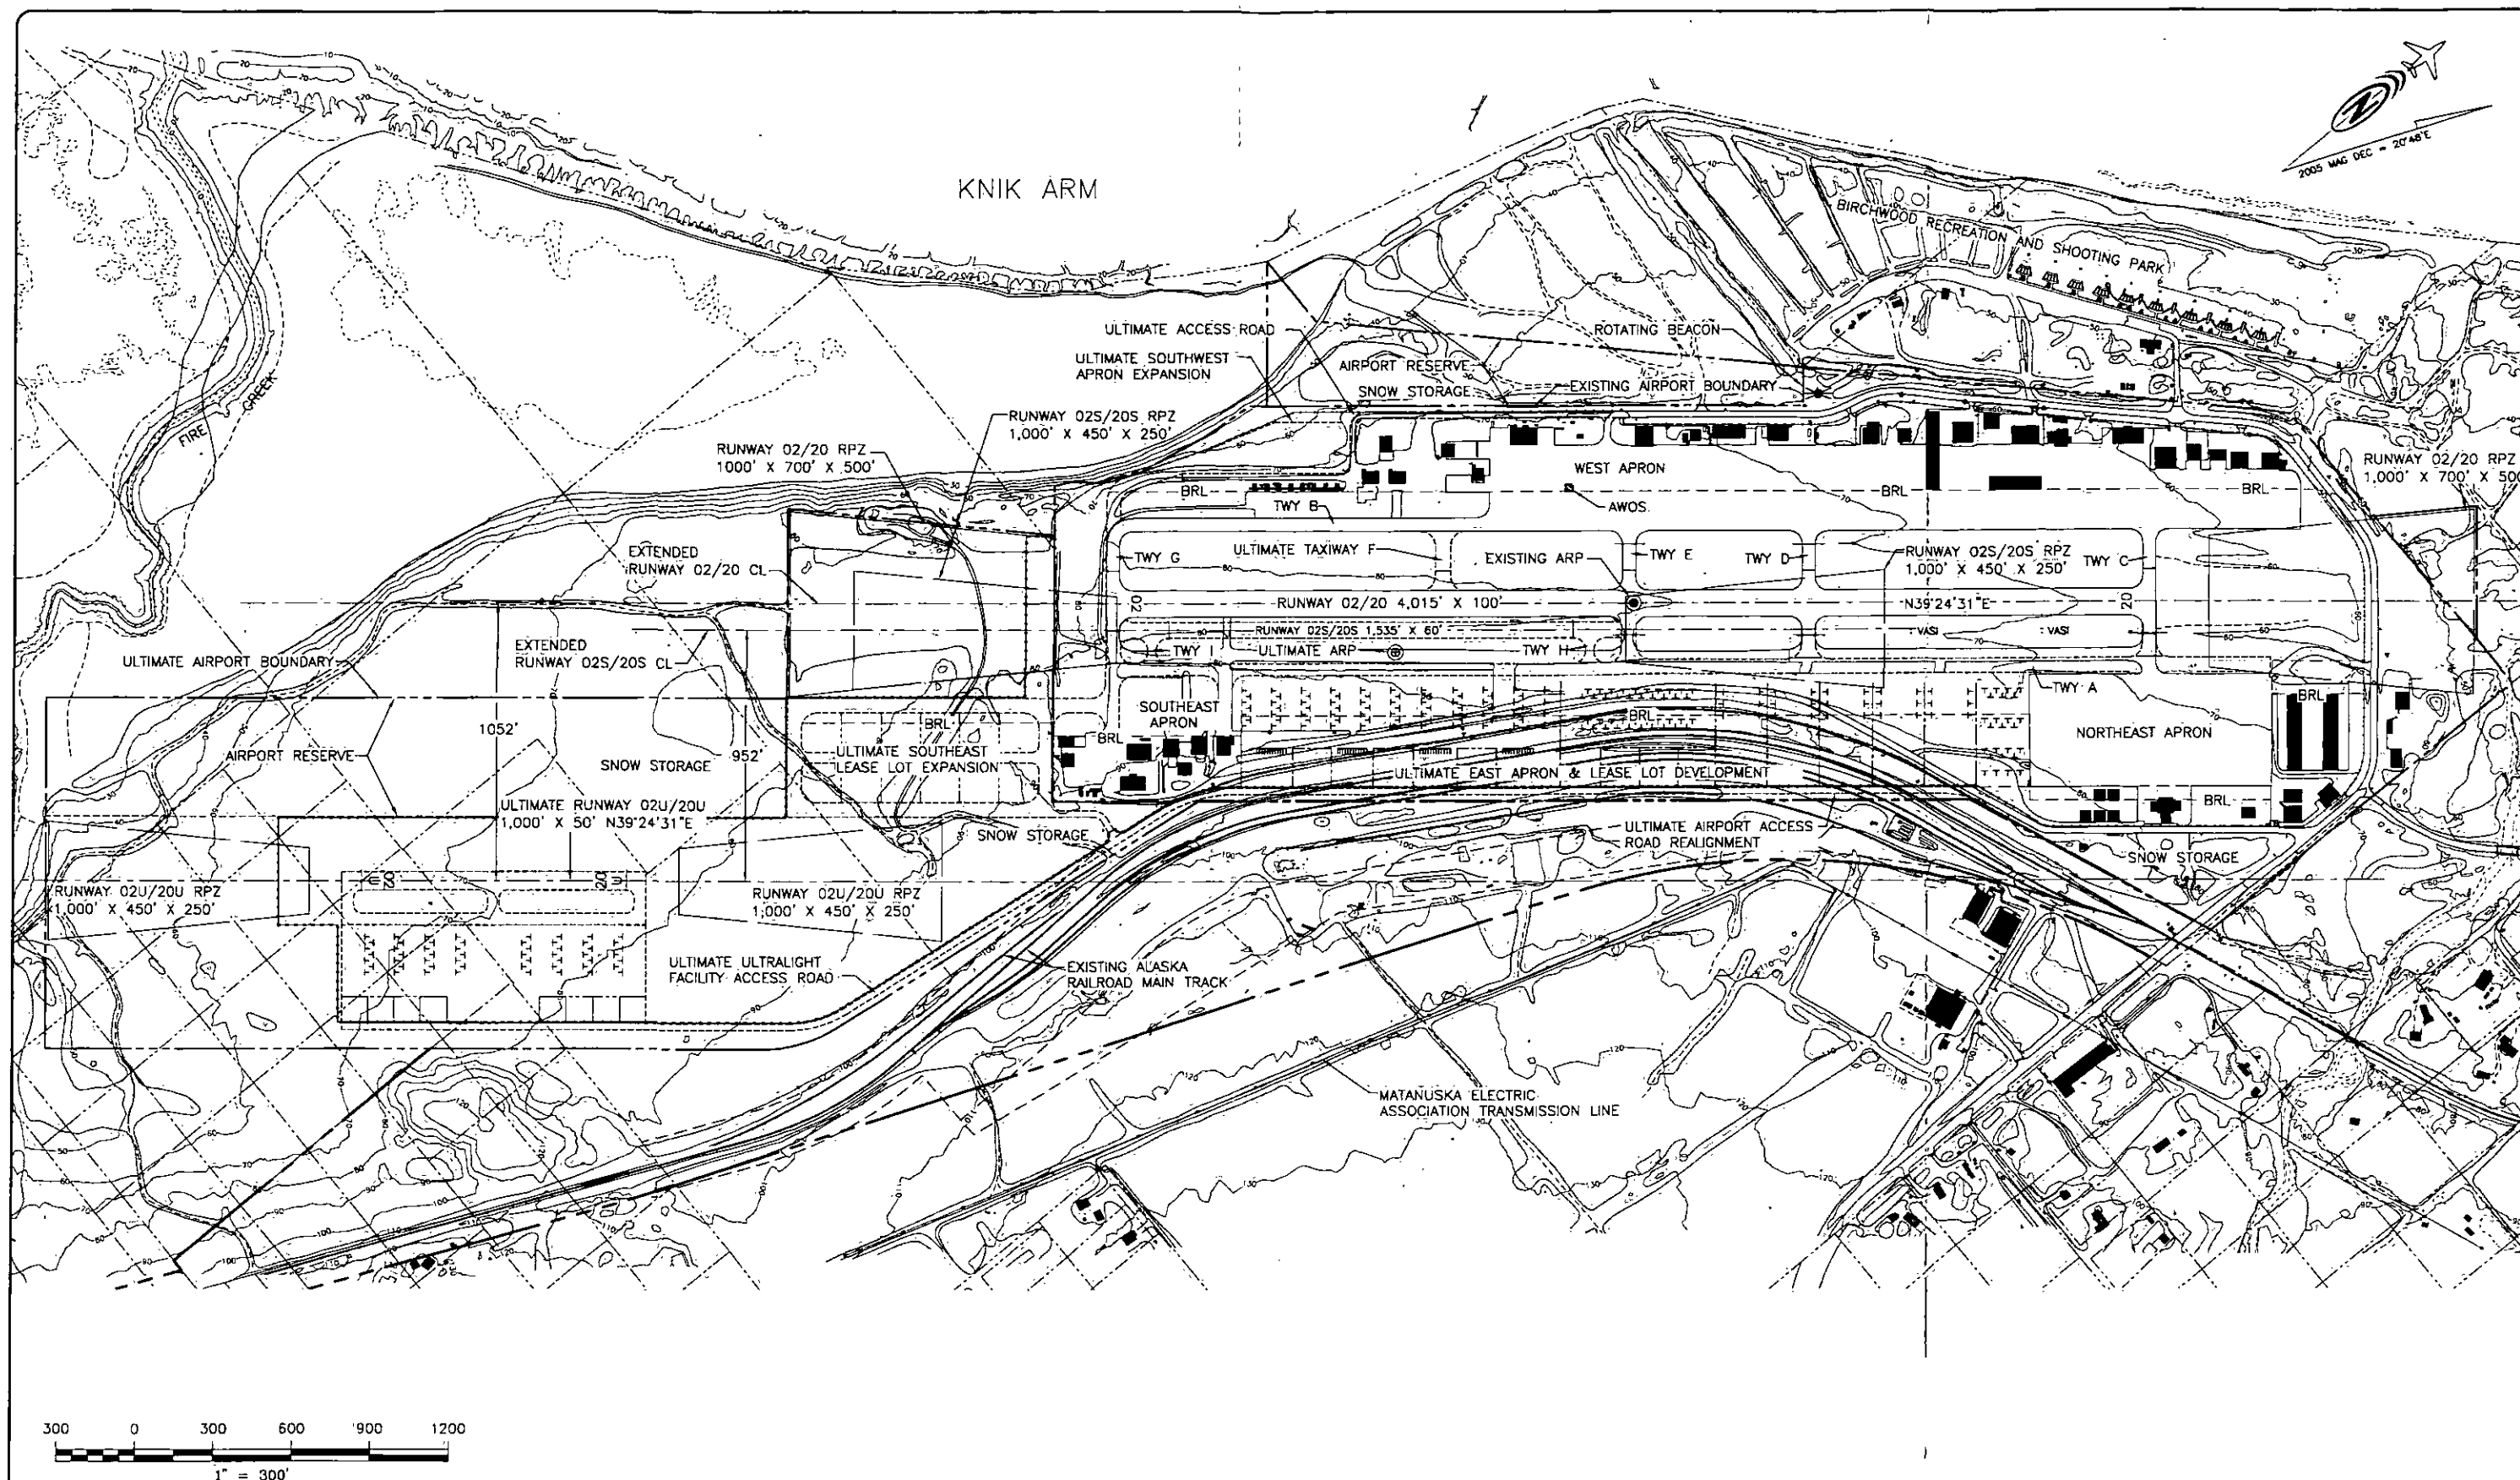 KNIK ARM
2005 MAG DEC = 20°48'E
BIRCHWOOD RECREATION AND SHOOTING PARK
FIRE CREEK
ULTIMATE ACCESS ROAD
ULTIMATE SOUTHWEST
APRON EXPANSION
ROTATING BEACON
AIRPORT RESERVE
SNOW STORAGE
EXISTING AIRPORT BOUNDARY
RUNWAY 02S/20S RPZ
1,000' X 450' X 250'
RUNWAY 02/20 RPZ
1000' X 700' X 500'
WEST APRON
RUNWAY 02/20 RPZ
1,000' X 700' X 500
BRL
BRL
BRL
TWY B
AWOS
EXTENDED
RUNWAY 02/20 CL
TWY G
ULTIMATE TAXIWAY F
EXISTING ARP
TWY E
TWY D
RUNWAY 02S/20S RPZ
1,000' X 450' X 250'
TWY C
02
RUNWAY 02/20 4,015' X 100'
N39°24'31"E
20
EXTENDED
RUNWAY 02S/20S CL
RUNWAY 02S/20S 1,535' X 60'
VASI
VASI
TWY I
ULTIMATE ARP
TWY H
ULTIMATE AIRPORT BOUNDARY
TWY A
1052'
BRL
SOUTHEAST
APRON
BRL
BRL
BRL
NORTHEAST APRON
AIRPORT RESERVE
SNOW STORAGE
952'
ULTIMATE SOUTHEAST
LEASE LOT EXPANSION
ULTIMATE EAST APRON & LEASE LOT DEVELOPMENT
BRL
ULTIMATE RUNWAY 02U/20U
1,000' X 50' N39°24'31"E
SNOW STORAGE
ULTIMATE AIRPORT ACCESS
ROAD REALIGNMENT
SNOW STORAGE
RUNWAY 02U/20U RPZ
1,000' X 450' X 250'
02
U
20
U
RUNWAY 02U/20U RPZ
1,000' X 450' X 250'
ULTIMATE ULTRALIGHT
FACILITY ACCESS ROAD
EXISTING ALASKA
RAILROAD MAIN TRACK
MATANUSKA ELECTRIC
ASSOCIATION TRANSMISSION LINE
300 0 300 600 900 1200
1" = 300'